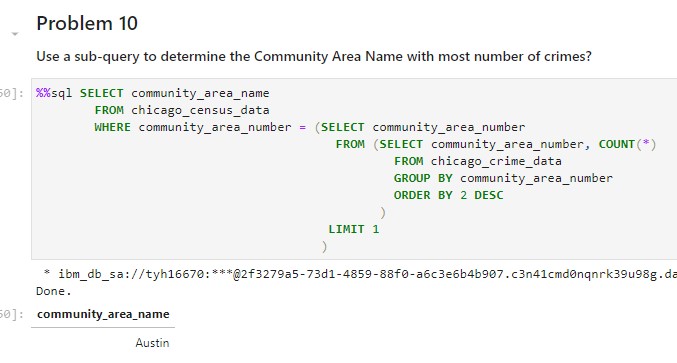 Problem 10
Use a sub-query to determine the Community Area Name with most number of crimes?
50]: %%sql SELECT community_area_name
FROM chicago_census_data
WHERE community_area_number = (SELECT community_area_number
FROM (SELECT community_area_number, COUNT(*)
FROM chicago_crime_data
GROUP BY community_area_number
ORDER BY 2 DESC
)
LIMIT 1
)
* ibm_db_sa://tyh16670:***@2f3279a5-73d1-4859-88f0-a6c3e6b4b907.c3n41cmd0nqnrk39u98g.da
Done.
50]: community_area_name
Austin